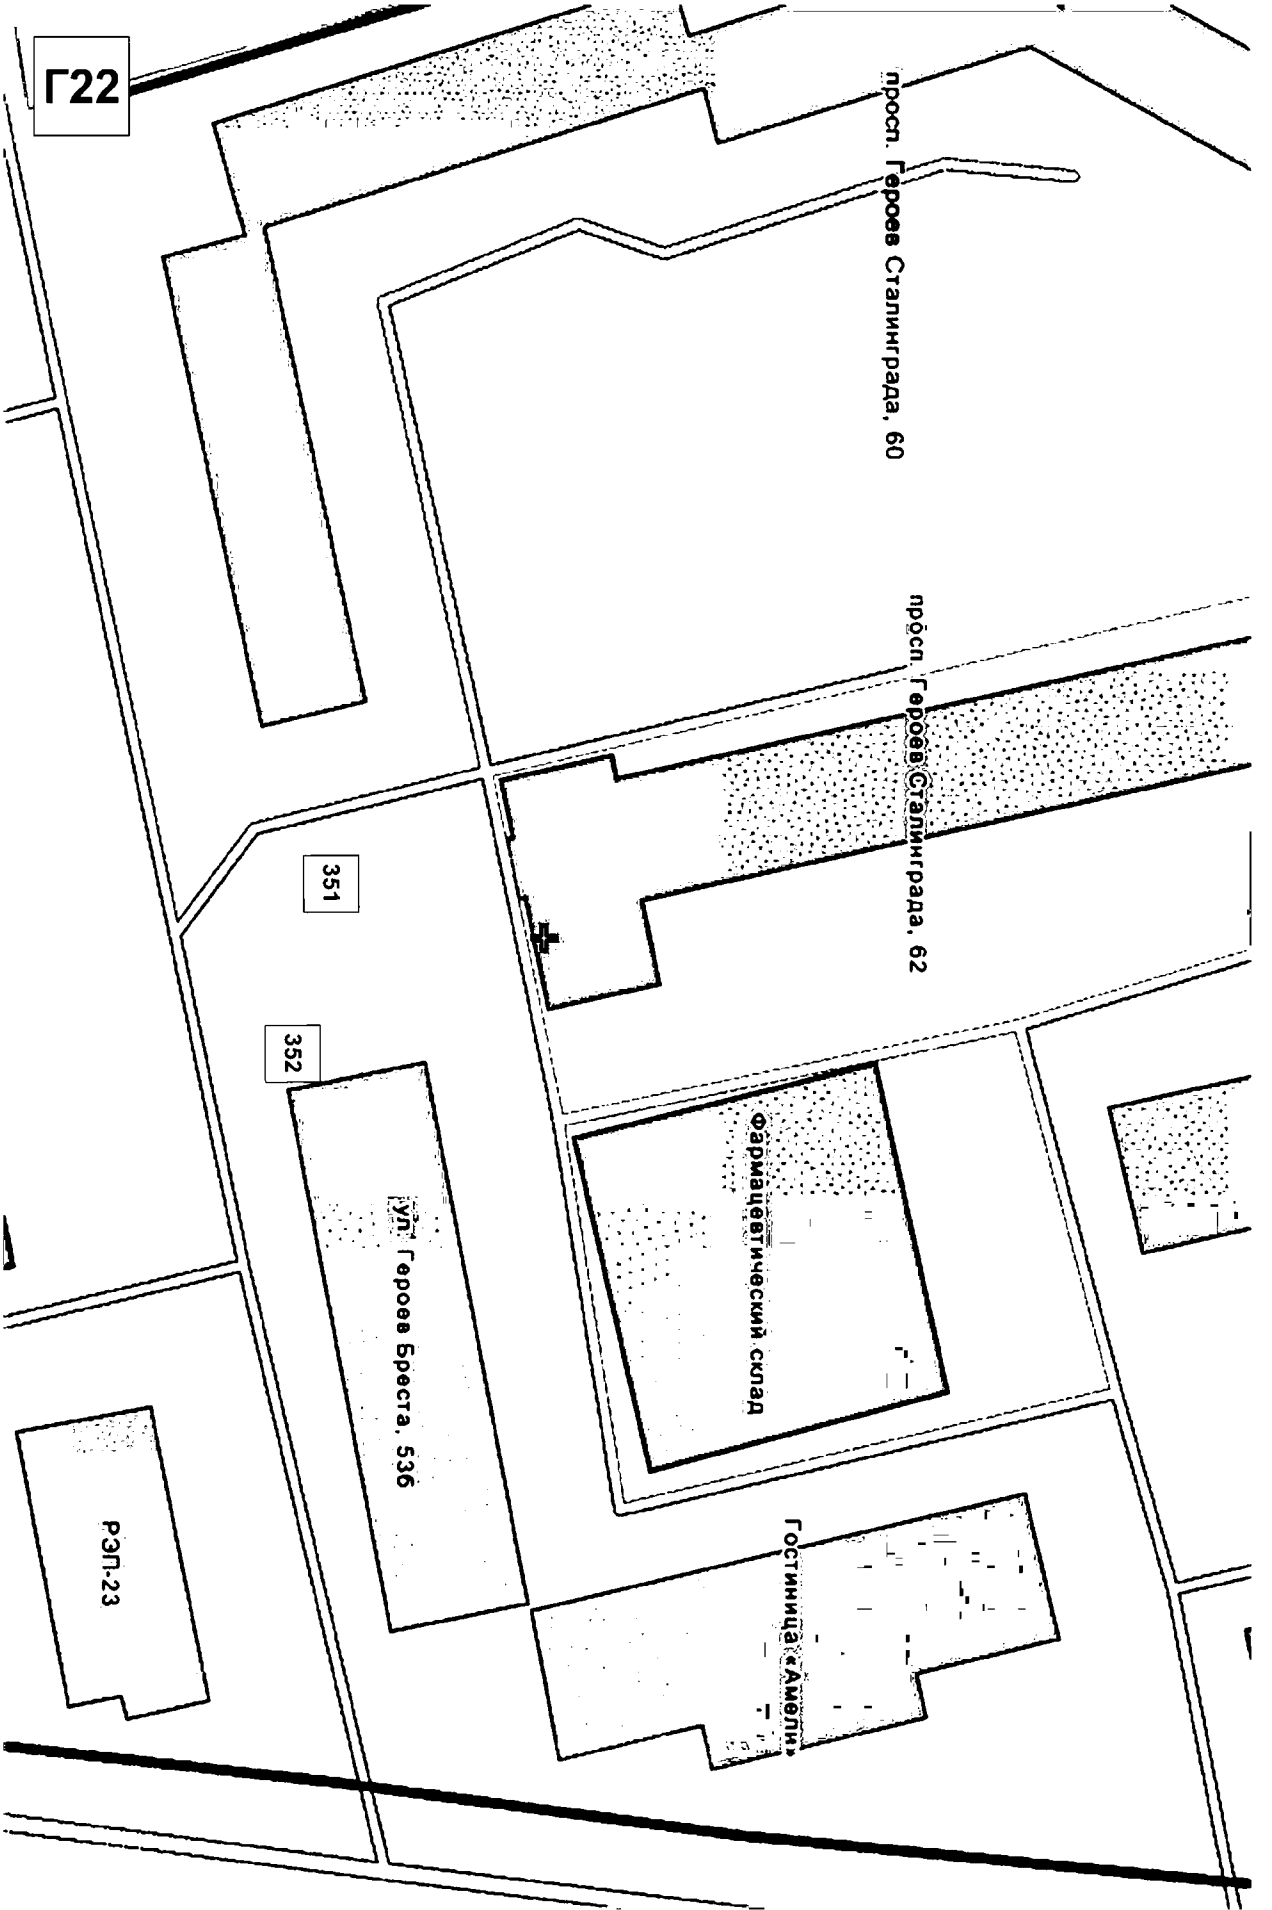 Г22
просп. Героев Сталинграда, 60
просп. Героев Сталинграда, 62
351
352
Фармацевтический склад
ул. Героев Бреста, 53б
РЭП-23
Гостиница «Амели»